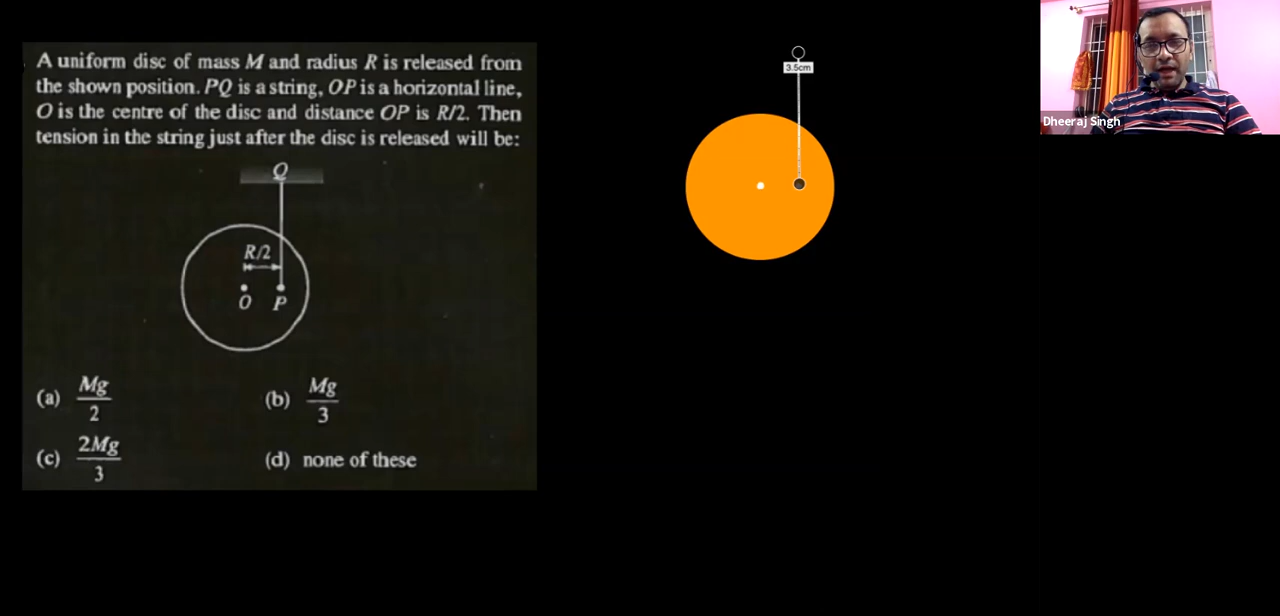 A uniform disc of mass M and radius R is released from
the shown position. PQ is a string, OP is a horizontal line,
O is the centre of the disc and distance OP is R/2. Then
tension in the string just after the disc is released will be:
Q
R/2
O P
(a) Mg/2 (b) Mg/3
(c) 2Mg/3 (d) none of these
3.5cm
Dheeraj Singh